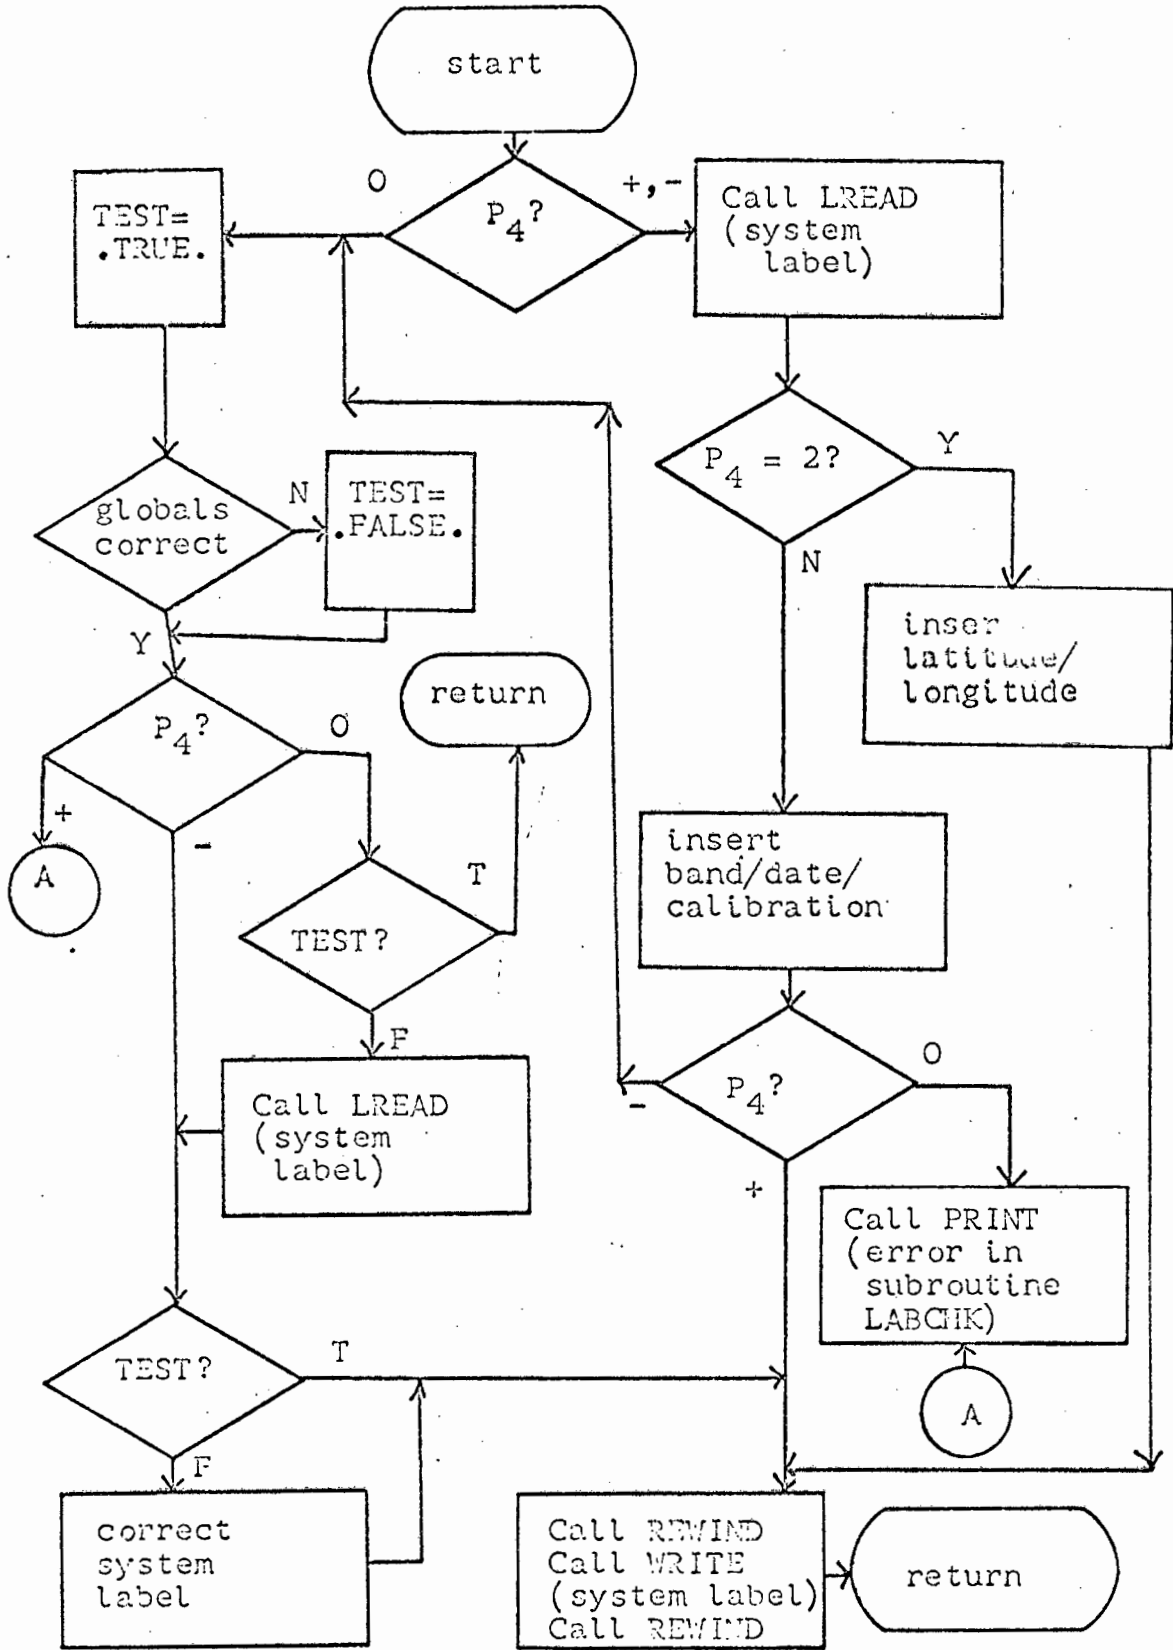 start
O
P4?
+,-
Call LREAD
(system
label)
TEST=
.TRUE.
P4 = 2?
Y
N
globals
correct
N
TEST=
.FALSE.
Y
inser
latitude/
longitude
return
P4?
O
+
-
A
insert
band/date/
calibration
TEST?
T
F
Call LREAD
(system
label)
P4?
O
-
+
Call PRINT
(error in
subroutine
LABCHK)
A
TEST?
T
F
correct
system
label
Call REWIND
Call WRITE
(system label)
Call REWIND
return